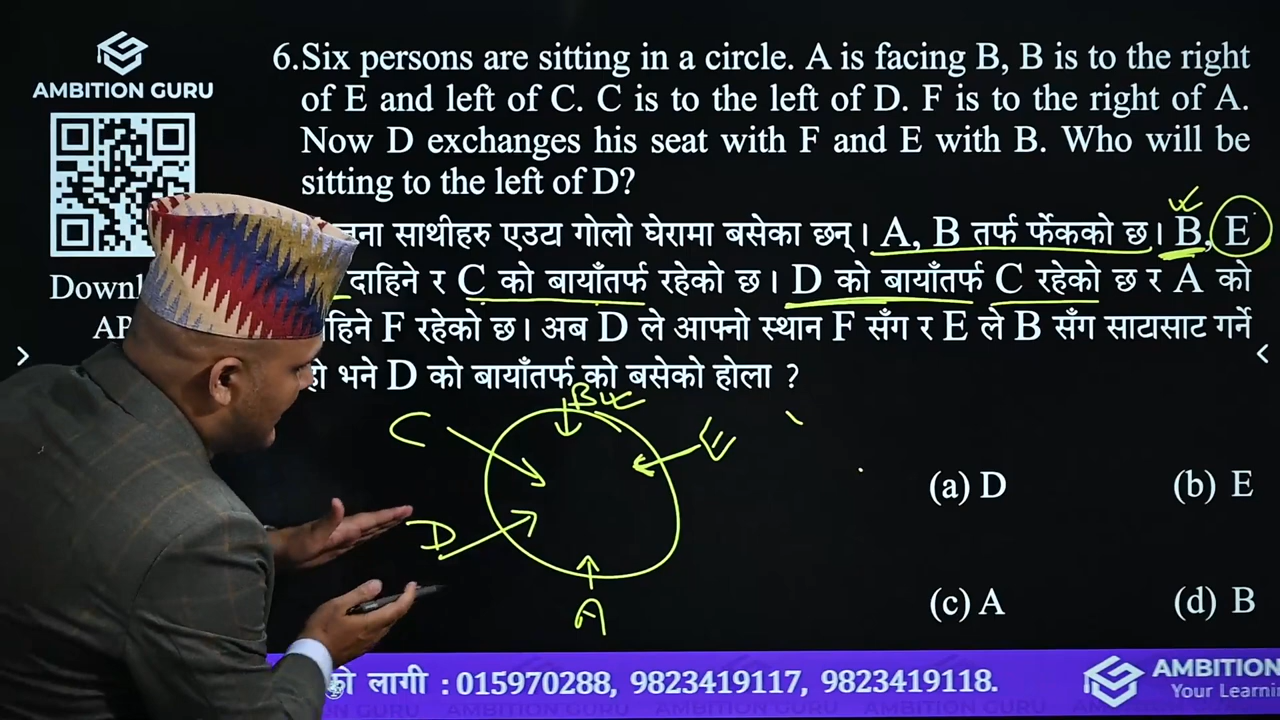 AMBITION GURU
6.Six persons are sitting in a circle. A is facing B, B is to the right
of E and left of C. C is to the left of D. F is to the right of A.
Now D exchanges his seat with F and E with B. Who will be
sitting to the left of D?
साथीहरु एउटा गोलो घेरामा बसेका छन् । A, B तर्फ फर्केको छ । B, E
दाहिने र C को बायाँतर्फ रहेको छ । D को बायाँतर्फ C रहेको छ र A को
F रहेको छ । अब D ले आफ्नो स्थान F सँग र E ले B सँग साटासाट गर्ने
हो भने D को बायाँतर्फ को बसेको होला ?
B
C
E
D
A
(a) D
(b) E
(c) A
(d) B
को लागी : 015970288, 9823419117, 9823419118.
AMBITION
Your Learni